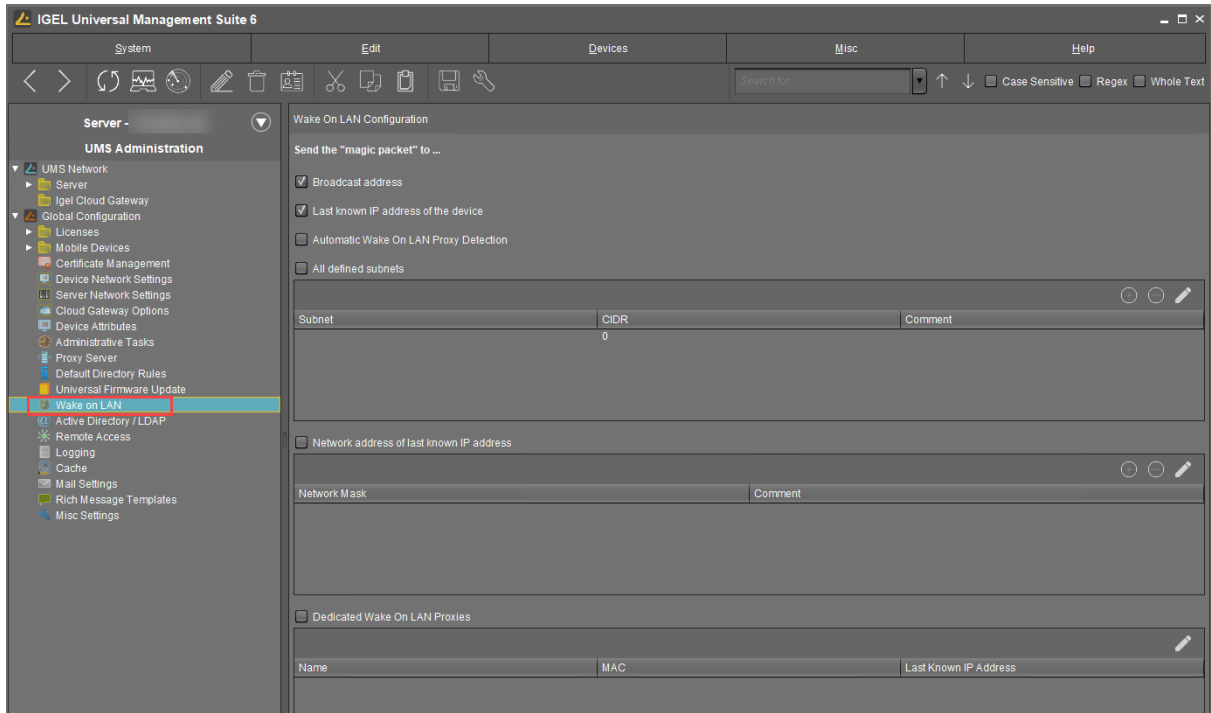 IGEL Universal Management Suite 6
System Edit Devices Misc Help
Search for... Case Sensitive Regex Whole Text
Server -
UMS Administration
UMS Network
Server
Igel Cloud Gateway
Global Configuration
Licenses
Mobile Devices
Certificate Management
Device Network Settings
Server Network Settings
Cloud Gateway Options
Device Attributes
Administrative Tasks
Proxy Server
Default Directory Rules
Universal Firmware Update
Wake on LAN
Active Directory / LDAP
Remote Access
Logging
Cache
Mail Settings
Rich Message Templates
Misc Settings
Wake On LAN Configuration
Send the "magic packet" to ...
Broadcast address
Last known IP address of the device
Automatic Wake On LAN Proxy Detection
All defined subnets
Subnet CIDR Comment
0
Network address of last known IP address
Network Mask Comment
Dedicated Wake On LAN Proxies
Name MAC Last Known IP Address